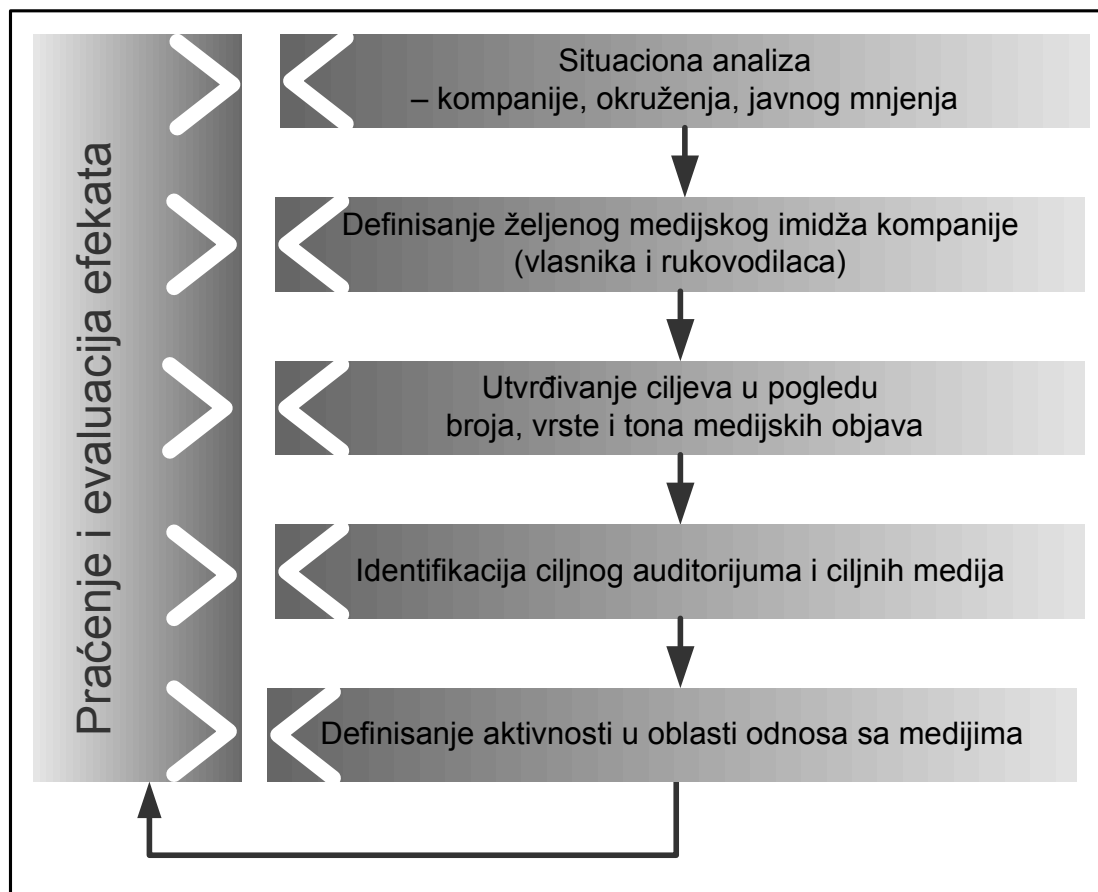 Praćenje i evaluacija efekata
Situaciona analiza
– kompanije, okruženja, javnog mnjenja
Definisanje željenog medijskog imidža kompanije
(vlasnika i rukovodilaca)
Utvrđivanje ciljeva u pogledu
broja, vrste i tona medijskih objava
Identifikacija ciljnog auditorijuma i ciljnih medija
Definisanje aktivnosti u oblasti odnosa sa medijima